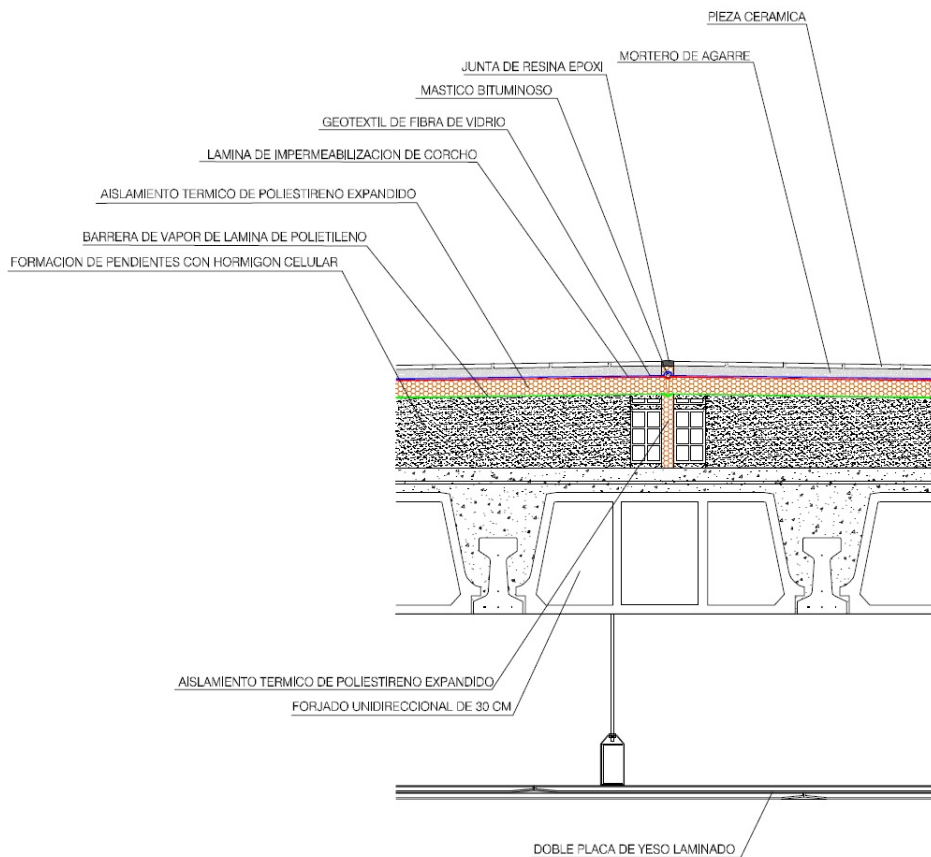 PIEZA CERAMICA
MORTERO DE AGARRE
JUNTA DE RESINA EPOXI
MASTICO BITUMINOSO
GEOTEXTIL DE FIBRA DE VIDRIO
LAMINA DE IMPERMEABILIZACION DE CORCHO
AISLAMIENTO TERMICO DE POLIESTIRENO EXPANDIDO
BARRERA DE VAPOR DE LAMINA DE POLIETILENO
FORMACION DE PENDIENTES CON HORMIGON CELULAR
AISLAMIENTO TERMICO DE POLIESTIRENO EXPANDIDO
FORJADO UNIDIRECCIONAL DE 30 CM
DOBLE PLACA DE YESO LAMINADO